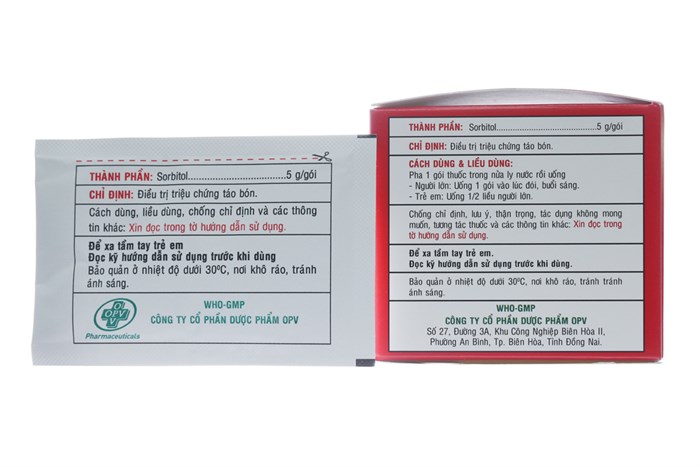 THÀNH PHẦN: Sorbitol..............................5 g/gói
CHỈ ĐỊNH: Điều trị triệu chứng táo bón.
Cách dùng, liều dùng, chống chỉ định và các thông
tin khác: Xin đọc trong tờ hướng dẫn sử dụng.
Để xa tầm tay trẻ em
Đọc kỹ hướng dẫn sử dụng trước khi dùng
Bảo quản ở nhiệt độ dưới 30ºC, nơi khô ráo, tránh
ánh sáng.
OPV
Pharmaceuticals
WHO-GMP
CÔNG TY CỔ PHẦN DƯỢC PHẨM OPV
THÀNH PHẦN: Sorbitol..............................5 g/gói
CHỈ ĐỊNH: Điều trị triệu chứng táo bón.
CÁCH DÙNG & LIỀU DÙNG:
Pha 1 gói thuốc trong nửa ly nước rồi uống
- Người lớn: Uống 1 gói vào lúc đói, buổi sáng.
- Trẻ em: Uống 1/2 liều người lớn.
Chống chỉ định, lưu ý, thận trọng, tác dụng không mong
muốn, tương tác thuốc và các thông tin khác: Xin đọc trong
tờ hướng dẫn sử dụng.
Để xa tầm tay trẻ em.
Đọc kỹ hướng dẫn sử dụng trước khi dùng.
Bảo quản ở nhiệt độ dưới 30ºC, nơi khô ráo, tránh tránh
ánh sáng.
WHO-GMP
CÔNG TY CỔ PHẦN DƯỢC PHẨM OPV
Số 27, Đường 3A, Khu Công Nghiệp Biên Hòa II,
Phường An Bình, Tp. Biên Hòa, Tỉnh Đồng Nai.